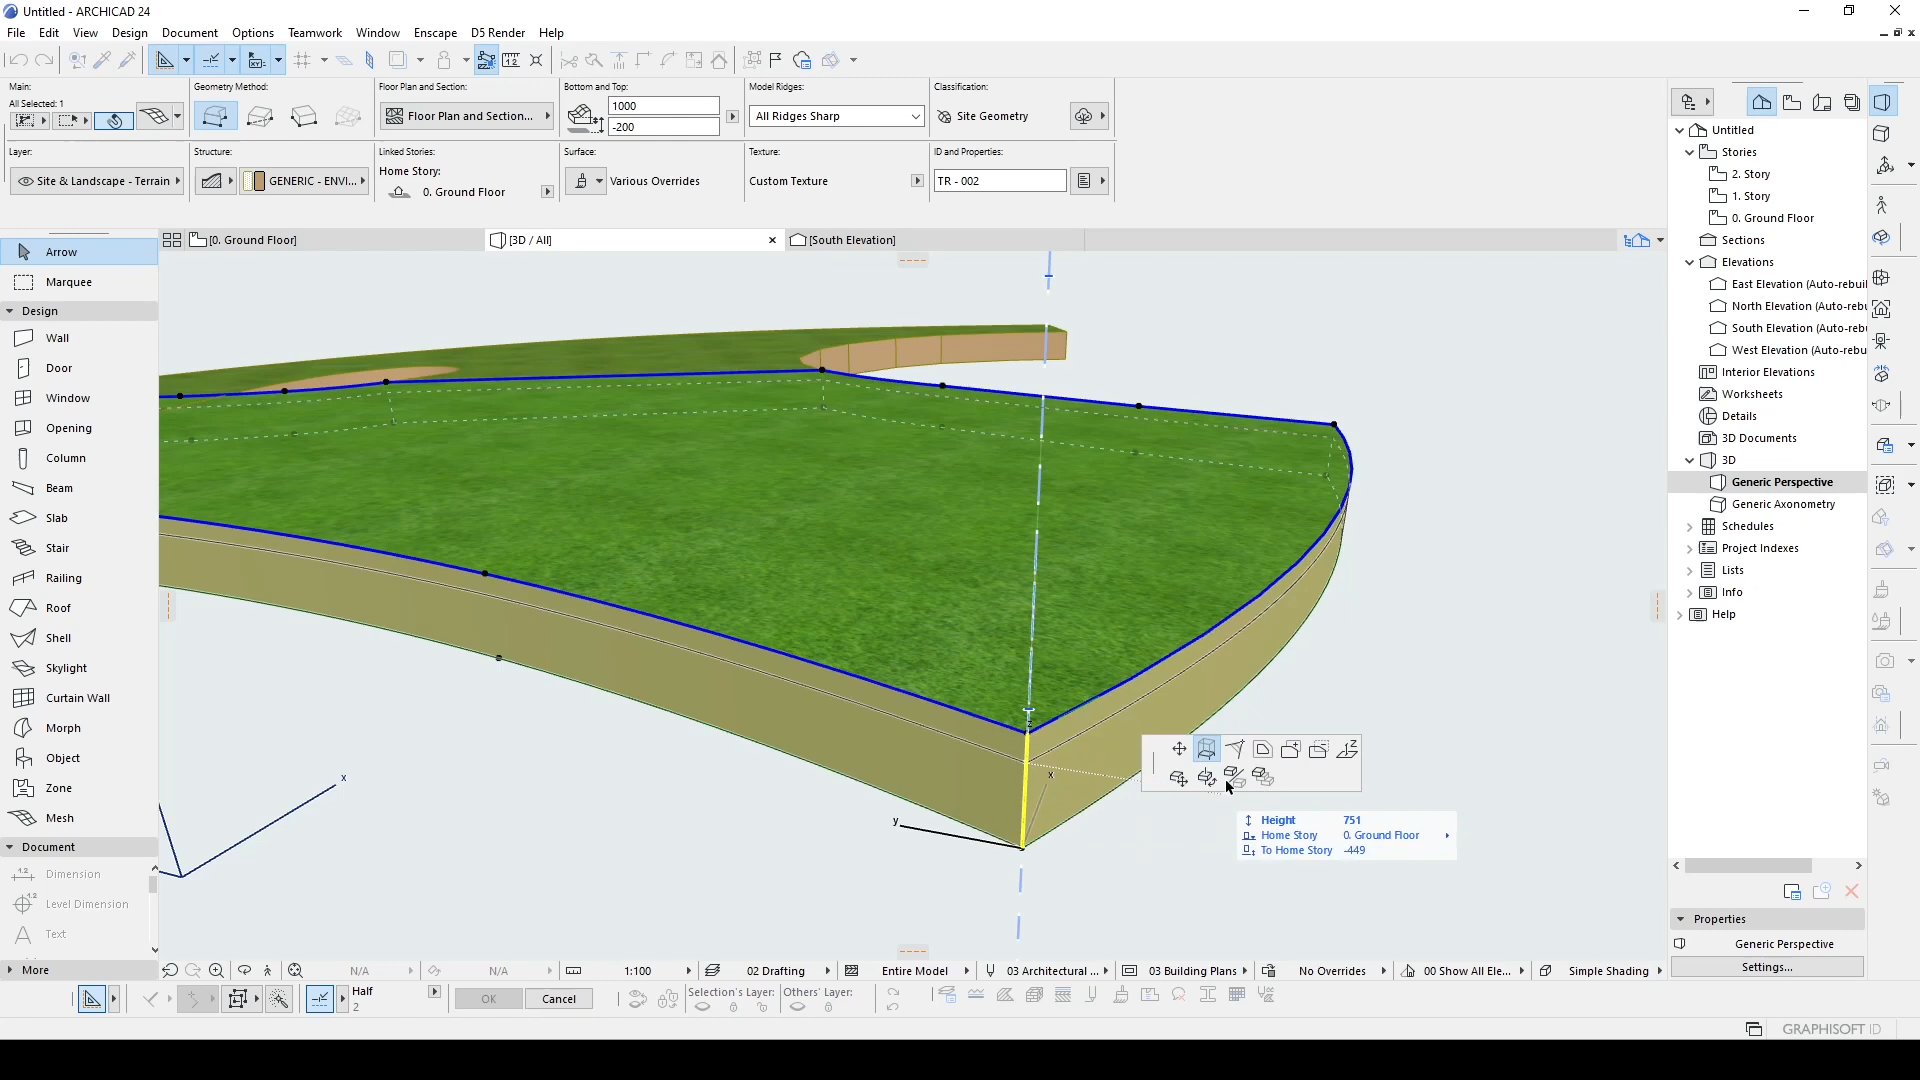 Untitled - ARCHICAD 24
File Edit View Design Document Options Teamwork Window Enscape D5 Render Help
Main:
All Selected: 1
Geometry Method:
Floor Plan and Section:
Floor Plan and Section...
Bottom and Top:
1000
-200
Model Ridges:
All Ridges Sharp
Classification:
Site Geometry
Layer:
Site & Landscape - Terrain
Structure:
GENERIC - ENVI...
Linked Stories:
Home Story:
0. Ground Floor
Surface:
Various Overrides
Texture:
Custom Texture
ID and Properties:
TR - 002
[0. Ground Floor]
[3D / All]
[South Elevation]
Arrow
Marquee
Design
Wall
Door
Window
Opening
Column
Beam
Slab
Stair
Railing
Roof
Shell
Skylight
Curtain Wall
Morph
Object
Zone
Mesh
Document
Dimension
Level Dimension
Text
More
x
y
x
z
Height 751
Home Story 0. Ground Floor
To Home Story -449
Untitled
Stories
2. Story
1. Story
0. Ground Floor
Sections
Elevations
East Elevation (Auto-rebuil
North Elevation (Auto-rebu
South Elevation (Auto-rebu
West Elevation (Auto-rebu
Interior Elevations
Worksheets
Details
3D Documents
3D
Generic Perspective
Generic Axonometry
Schedules
Project Indexes
Lists
Info
Help
Properties
Generic Perspective
Settings...
N/A N/A 1:100 02 Drafting Entire Model 03 Architectural ... 03 Building Plans No Overrides 00 Show All Ele... Simple Shading
Half
2
OK Cancel
Selection's Layer: Others' Layer:
GRAPHISOFT ID